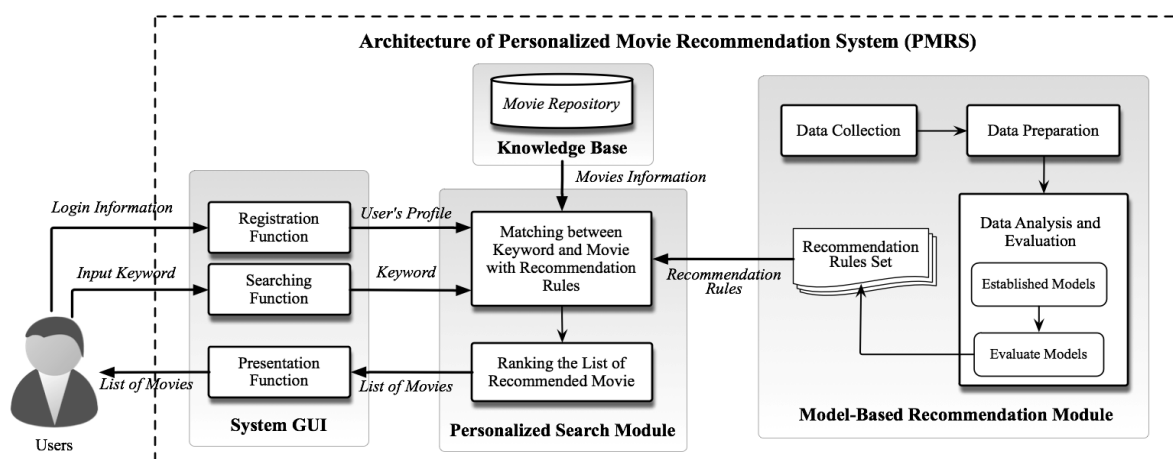 Architecture of Personalized Movie Recommendation System (PMRS)
Movie Repository
Knowledge Base
Movies Information
Login Information
Registration
Function
User's Profile
Input Keyword
Searching
Function
Keyword
Matching between
Keyword and Movie
with Recommendation
Rules
Presentation
Function
List of Movies
List of Movies
Ranking the List of
Recommended Movie
Users
System GUI
Personalized Search Module
Data Collection
Data Preparation
Data Analysis and
Evaluation
Established Models
Evaluate Models
Recommendation
Rules Set
Recommendation
Rules
Model-Based Recommendation Module